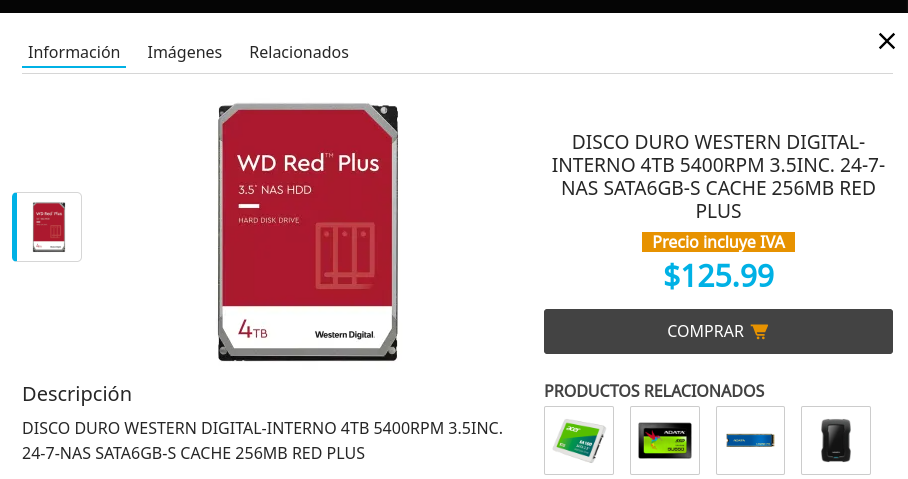 Información Imágenes Relacionados
WD Red™ Plus
3.5" NAS HDD
HARD DISK DRIVE
4TB Western Digital.
DISCO DURO WESTERN DIGITAL-
INTERNO 4TB 5400RPM 3.5INC. 24-7-
NAS SATA6GB-S CACHE 256MB RED
PLUS
Precio incluye IVA
$125.99
COMPRAR
Descripción
DISCO DURO WESTERN DIGITAL-INTERNO 4TB 5400RPM 3.5INC.
24-7-NAS SATA6GB-S CACHE 256MB RED PLUS
PRODUCTOS RELACIONADOS
acer
ADATA